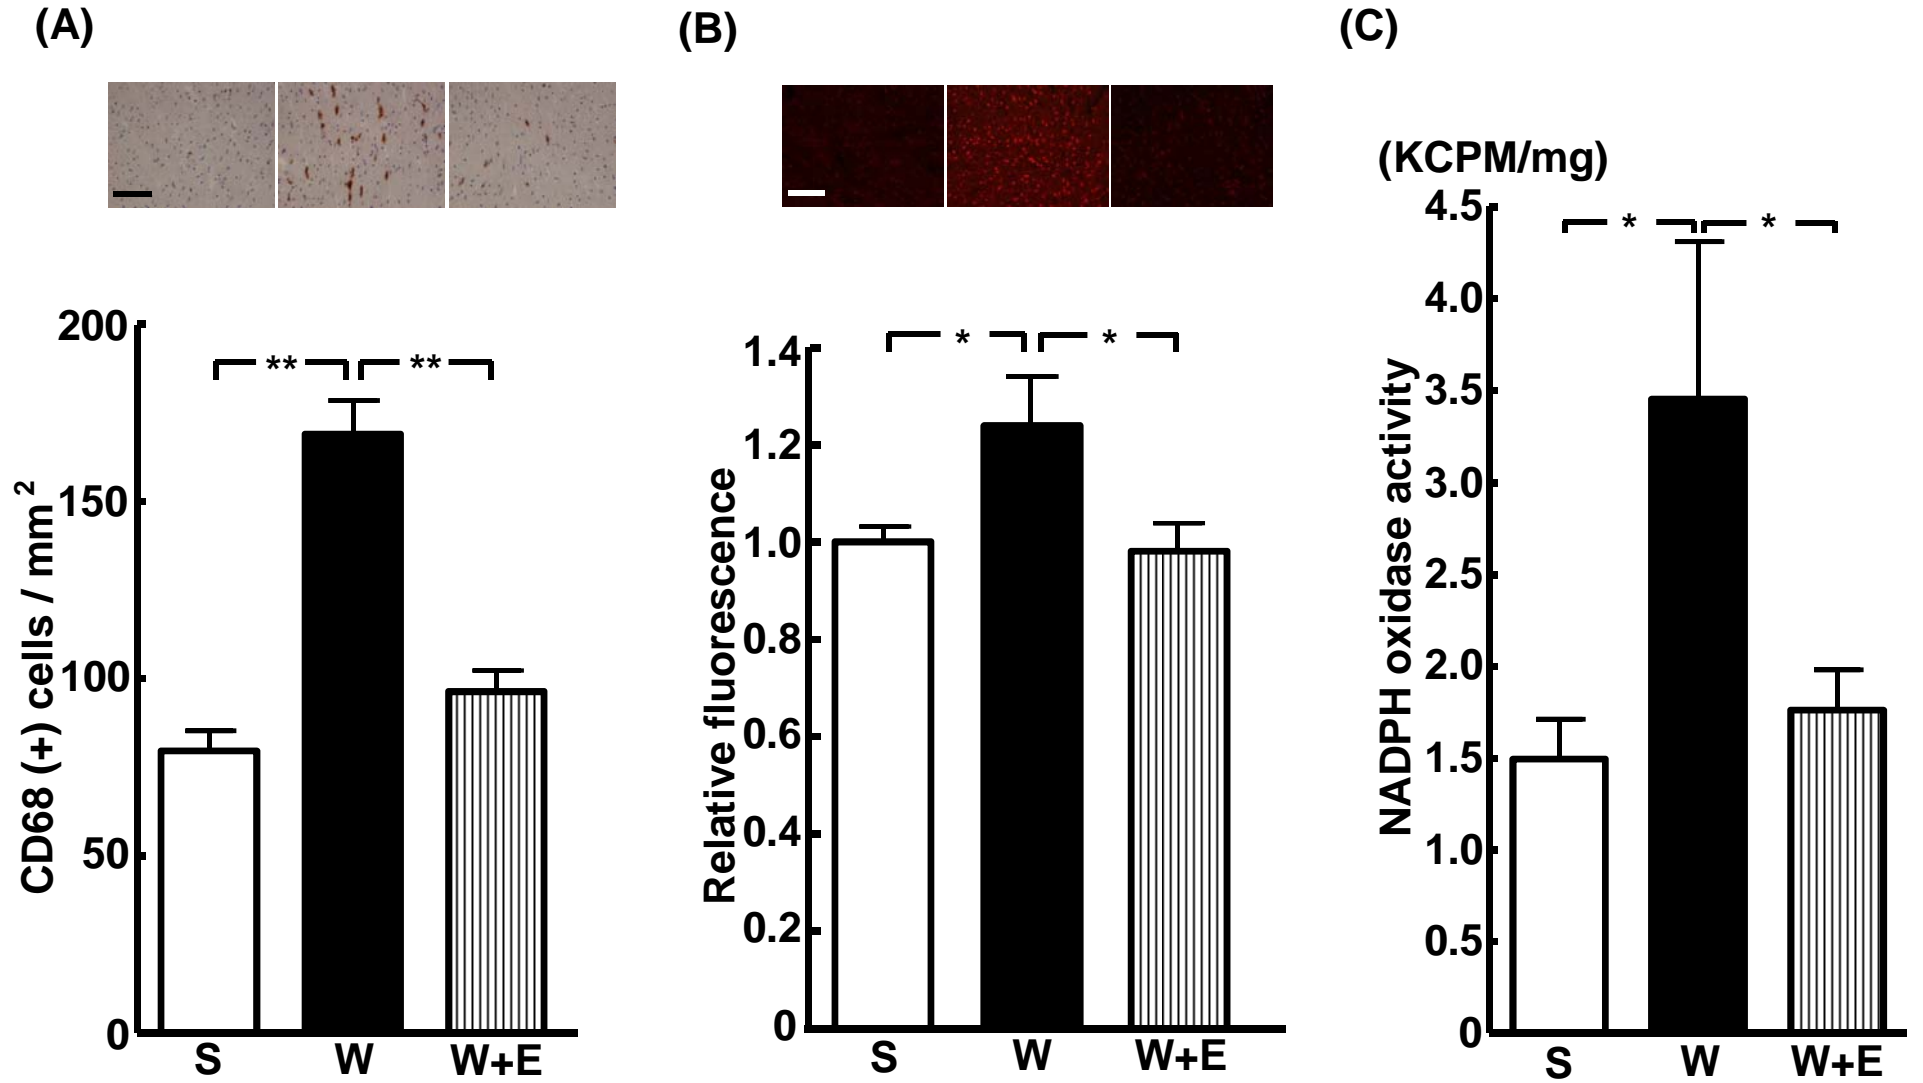 (A)
** **
200
150
100
50
0
CD68 (+) cells / mm2
S W W+E
(B)
* *
1.4
1.2
1.0
0.8
0.6
0.4
0.2
0
Relative fluorescence
S W W+E
(C)
(KCPM/mg)
* *
4.5
4.0
3.5
3.0
2.5
2.0
1.5
1.0
0.5
0
NADPH oxidase activity
S W W+E